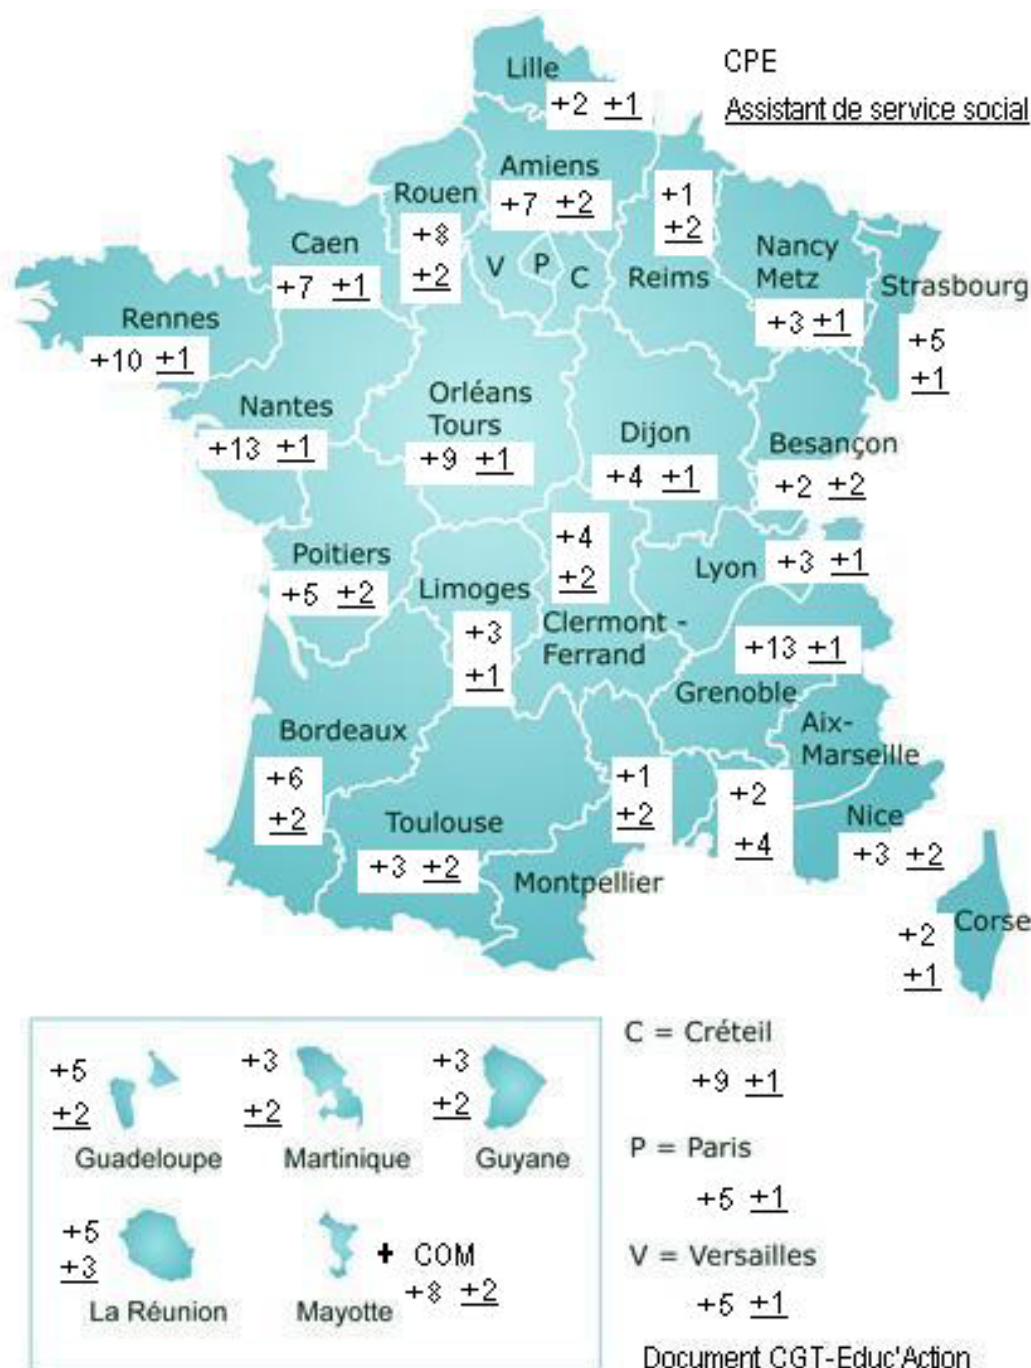 CPE
Assistant de service social
Lille
+2 +1
Amiens
+7 +2
Rouen
+8
+2
+1
+2
Reims
Caen
+7 +1
V
P
C
Nancy
Metz
+3 +1
Strasbourg
+5
+1
Rennes
+10 +1
Nantes
+13 +1
Orléans
Tours
+9 +1
Dijon
+4 +1
Besançon
+2 +2
Poitiers
+5 +2
Limoges
+3
+1
+4
+2
Clermont -
Ferrand
Lyon
+3 +1
+13 +1
Grenoble
Bordeaux
+6
+2
Aix-
Marseille
+2
+4
Toulouse
+3 +2
+1
+2
Montpellier
Nice
+3 +2
Corse
+2
+1
+5
+2
Guadeloupe
+3
+2
Martinique
+3
+2
Guyane
+5
+3
La Réunion
Mayotte
+ COM
+8 +2
C = Créteil
+9 +1
P = Paris
+5 +1
V = Versailles
+5 +1
Document CGT-Educ'Action